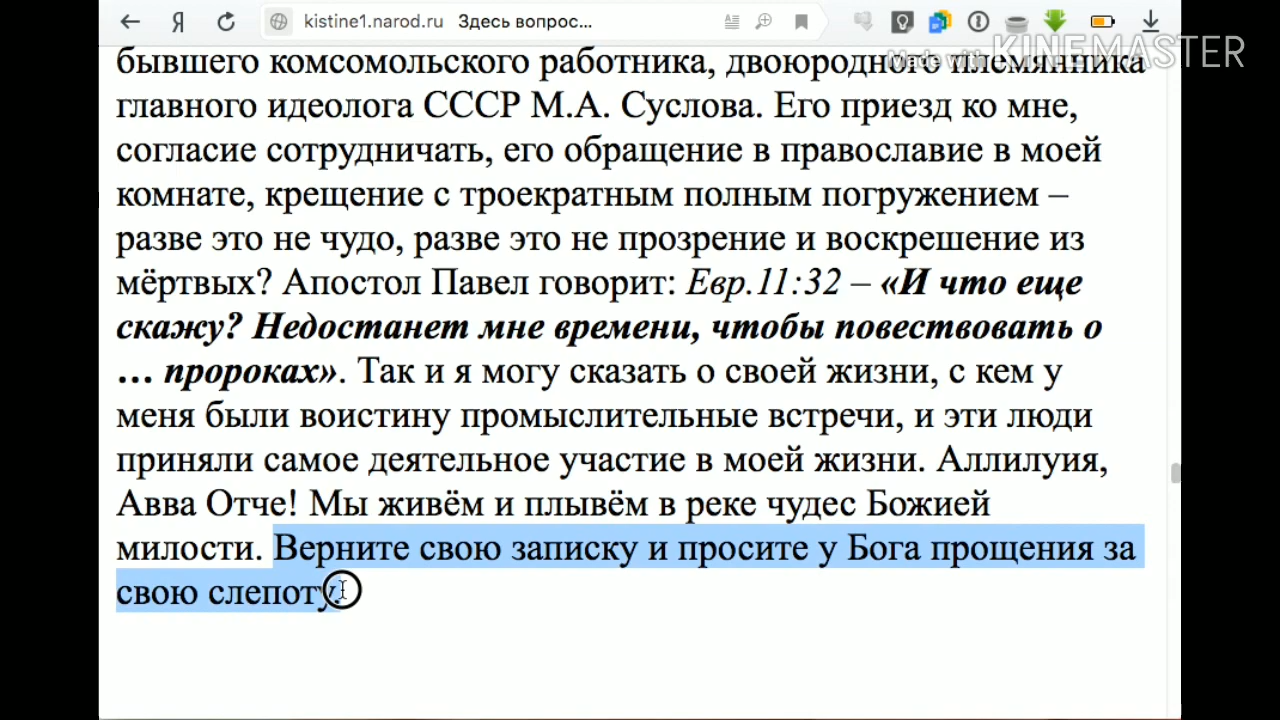 kistine1.narod.ru Здесь вопрос...
Made with KINEMASTER
бывшего комсомольского работника, двоюродного племянника
главного идеолога СССР М.А. Суслова. Его приезд ко мне,
согласие сотрудничать, его обращение в православие в моей
комнате, крещение с троекратным полным погружением –
разве это не чудо, разве это не прозрение и воскрешение из
мёртвых? Апостол Павел говорит: Евр.11:32 – «И что еще
скажу? Недостанет мне времени, чтобы повествовать о
… пророках». Так и я могу сказать о своей жизни, с кем у
меня были воистину промыслительные встречи, и эти люди
приняли самое деятельное участие в моей жизни. Аллилуия,
Авва Отче! Мы живём и плывём в реке чудес Божией
милости. Верните свою записку и просите у Бога прощения за
свою слепоту.